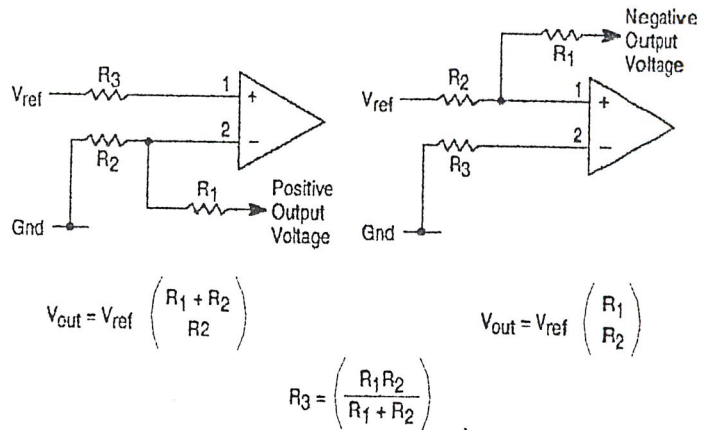 Negative
Output
Voltage
R1
R3
Vref
1
+
2
−
R2
R1
Positive
Output
Voltage
Gnd
R2
Vref
1
+
2
−
R3
Gnd
Vout = Vref (R1 + R2 R2)
Vout = Vref (R1 R2)
R3 = (R1R2 / R1 + R2)